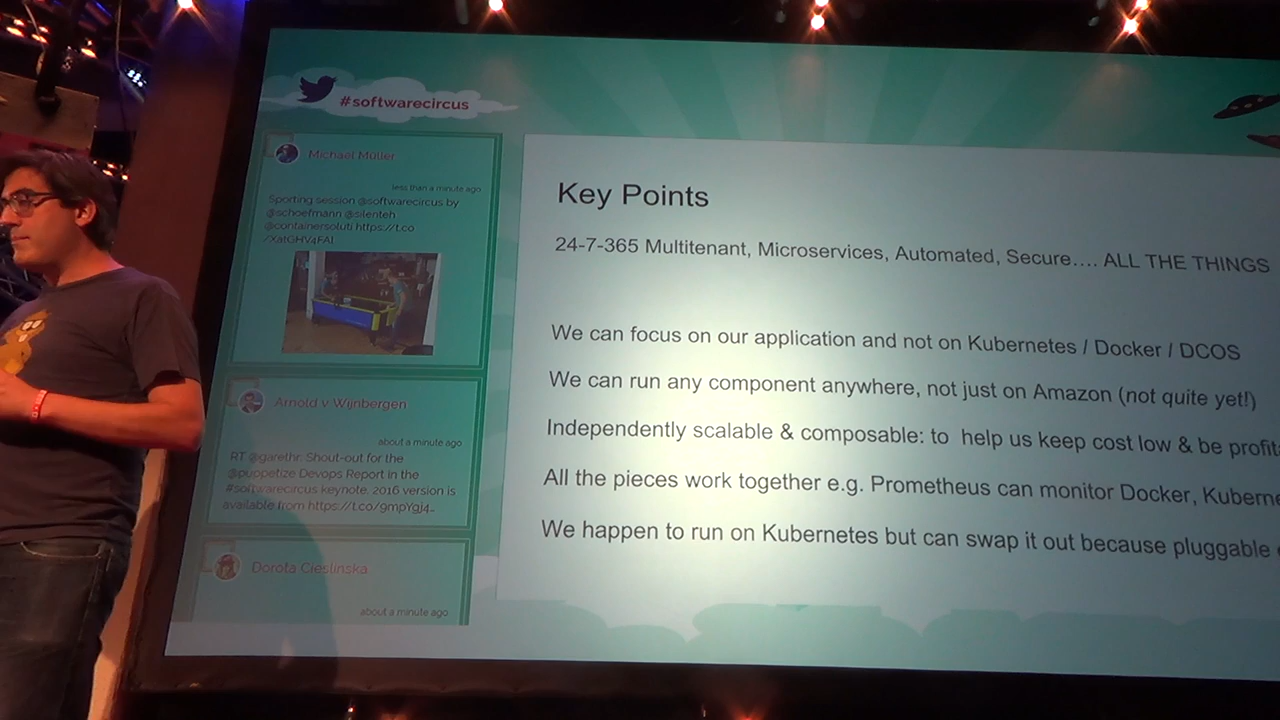 #softwarecircus
Michael Müller
less than a minute ago
Sporting session @softwarecircus by
@schoefmann @silenteh
@containersoluti https://t.co
/XatGHV4FAI
Arnold v Wijnbergen
about a minute ago
RT @garethr: Shout-out for the
@puppetize Devops Report in the
#softwarecircus keynote. 2016 version is
available from https://t.co/9mpYgj4…
Dorota Cieslinska
about a minute ago
Key Points
24-7-365 Multitenant, Microservices, Automated, Secure.... ALL THE THINGS
We can focus on our application and not on Kubernetes / Docker / DCOS
We can run any component anywhere, not just on Amazon (not quite yet!)
Independently scalable & composable: to help us keep cost low & be profit
All the pieces work together e.g. Prometheus can monitor Docker, Kuberne
We happen to run on Kubernetes but can swap it out because pluggable